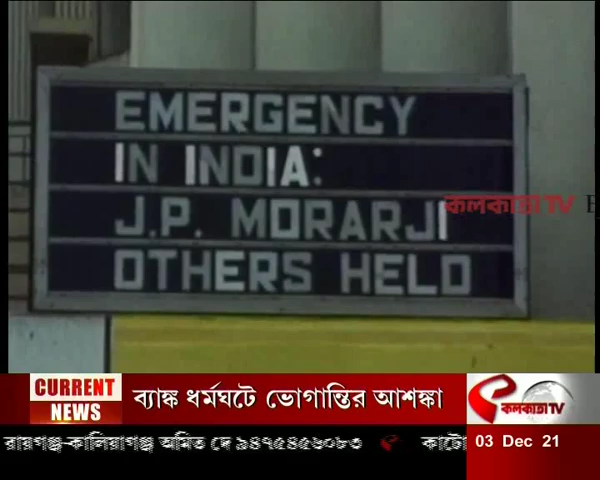 EMERGENCY
IN INDIA:
J.P. MORARJI
OTHERS HELD
কলকাতা TV
CURRENT
NEWS
ব্যাঙ্ক ধর্মঘটে ভোগান্তির আশঙ্কা
কলকাতা TV
রায়গঞ্জ-কালিয়াগঞ্জ অমিত দে ৯৪৭৫৪৫৬০৮৩
03 Dec 21